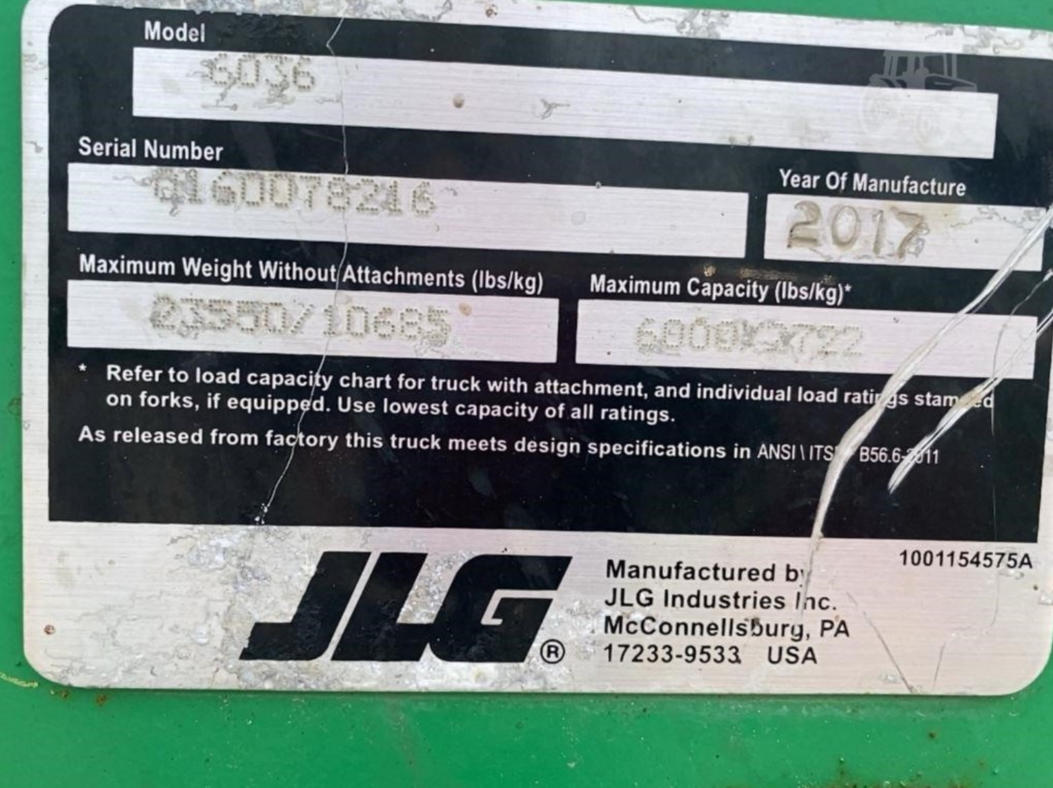 Model
6036
Serial Number
0160078216
Year Of Manufacture
2017
Maximum Weight Without Attachments (lbs/kg)
23550/10685
Maximum Capacity (lbs/kg)*
6000/2722
* Refer to load capacity chart for truck with attachment, and individual load ratings stamped
on forks, if equipped. Use lowest capacity of all ratings.
As released from factory this truck meets design specifications in ANSI \ ITSDF B56.6-2011
1001154575A
JLG ®
Manufactured by
JLG Industries Inc.
McConnellsburg, PA
17233-9533 USA